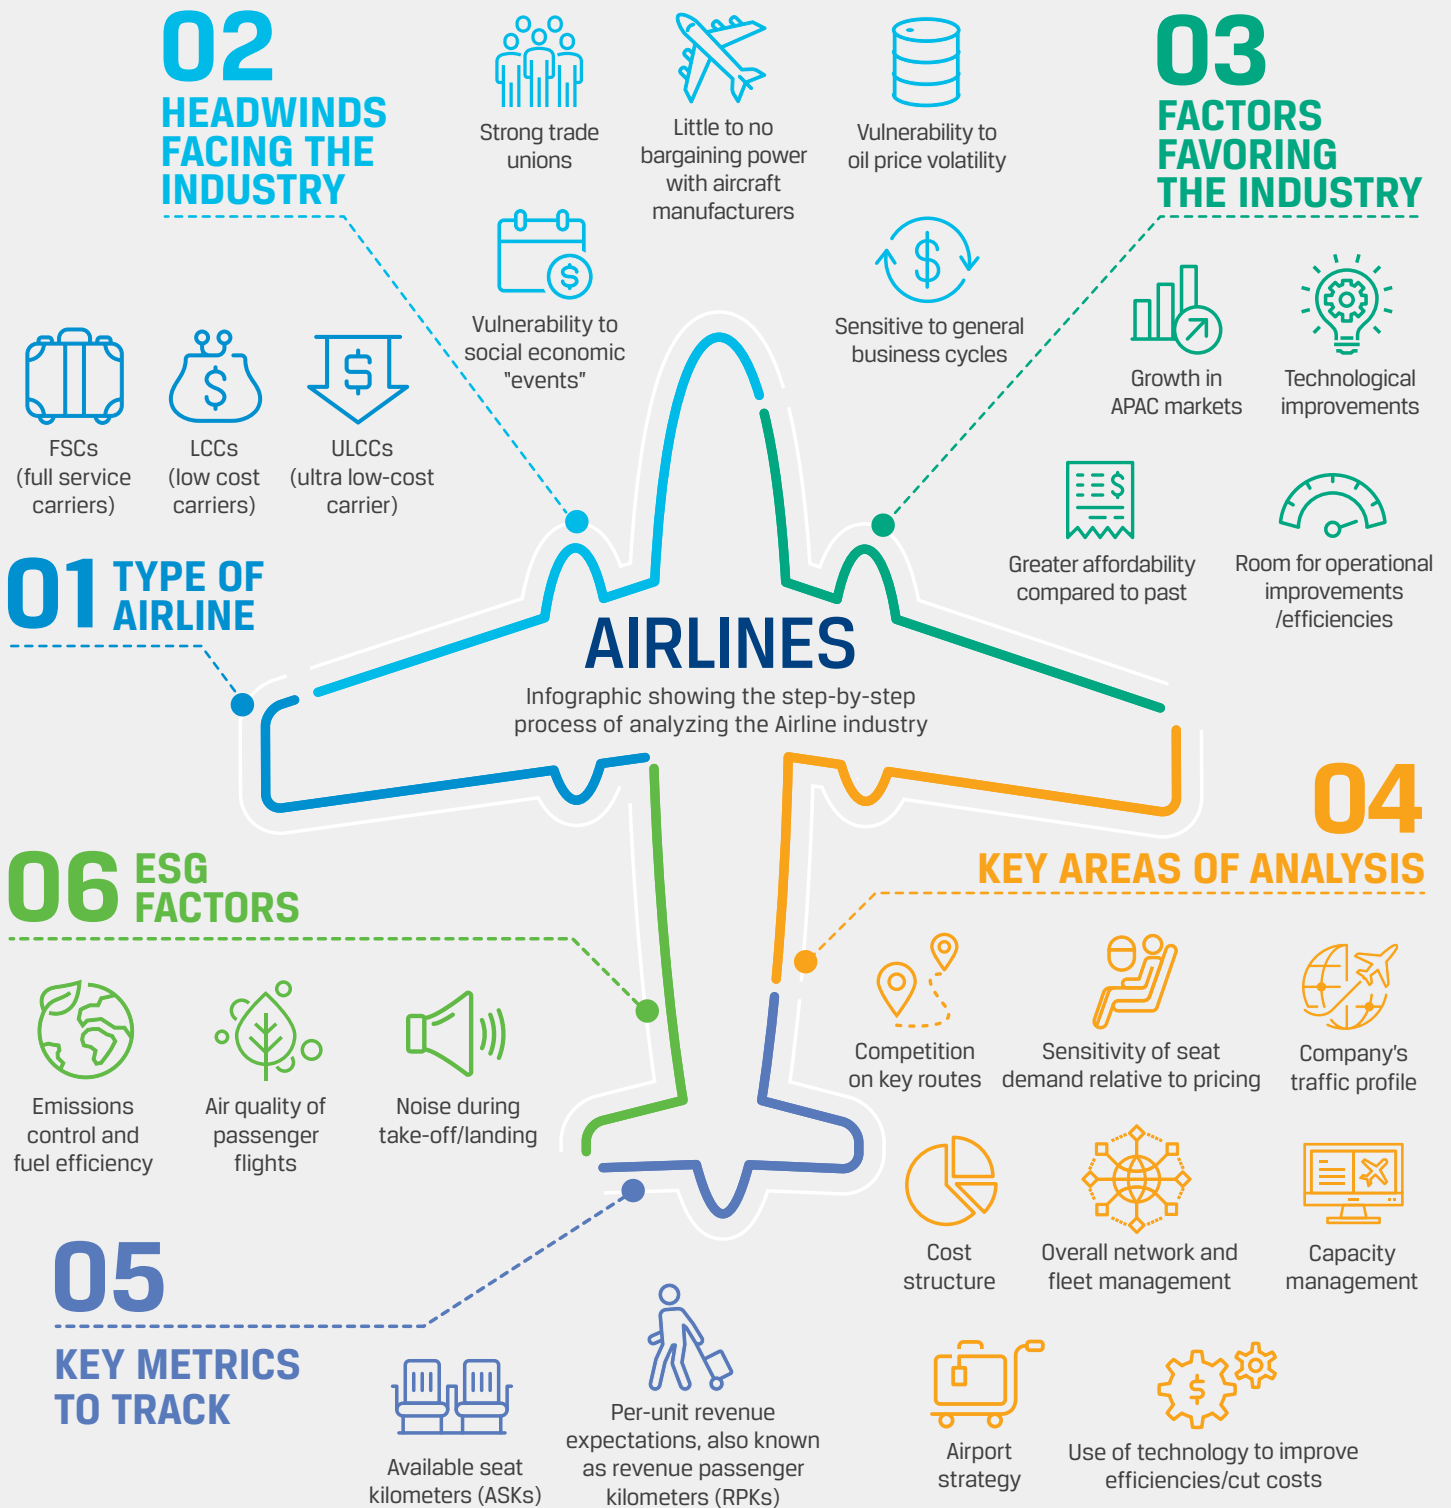 02
HEADWINDS
FACING THE
INDUSTRY
Strong trade
unions
Little to no
bargaining power
with aircraft
manufacturers
Vulnerability to
oil price volatility
Vulnerability to
social economic
"events"
Sensitive to general
business cycles
03
FACTORS
FAVORING
THE INDUSTRY
Growth in
APAC markets
Technological
improvements
Greater affordability
compared to past
Room for operational
improvements
/efficiencies
FSCs
(full service
carriers)
LCCs
(low cost
carriers)
ULCCs
(ultra low-cost
carrier)
01 TYPE OF
AIRLINE
AIRLINES
Infographic showing the step-by-step
process of analyzing the Airline industry
04
KEY AREAS OF ANALYSIS
Competition
on key routes
Sensitivity of seat
demand relative to pricing
Company's
traffic profile
Cost
structure
Overall network and
fleet management
Capacity
management
Airport
strategy
Use of technology to improve
efficiencies/cut costs
06 ESG
FACTORS
Emissions
control and
fuel efficiency
Air quality of
passenger
flights
Noise during
take-off/landing
05
KEY METRICS
TO TRACK
Available seat
kilometers (ASKs)
Per-unit revenue
expectations, also known
as revenue passenger
kilometers (RPKs)